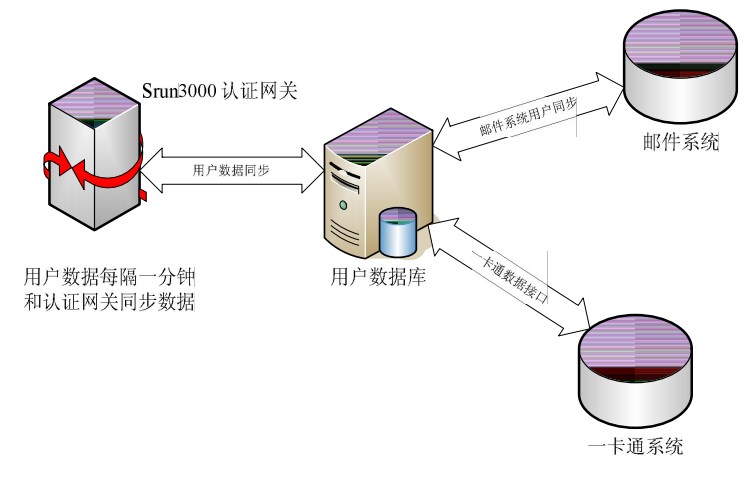 Srun3000 认证网关
邮件系统用户同步
邮件系统
用户数据同步
用户数据每隔一分钟
和认证网关同步数据
用户数据库
一卡通数据接口
一卡通系统